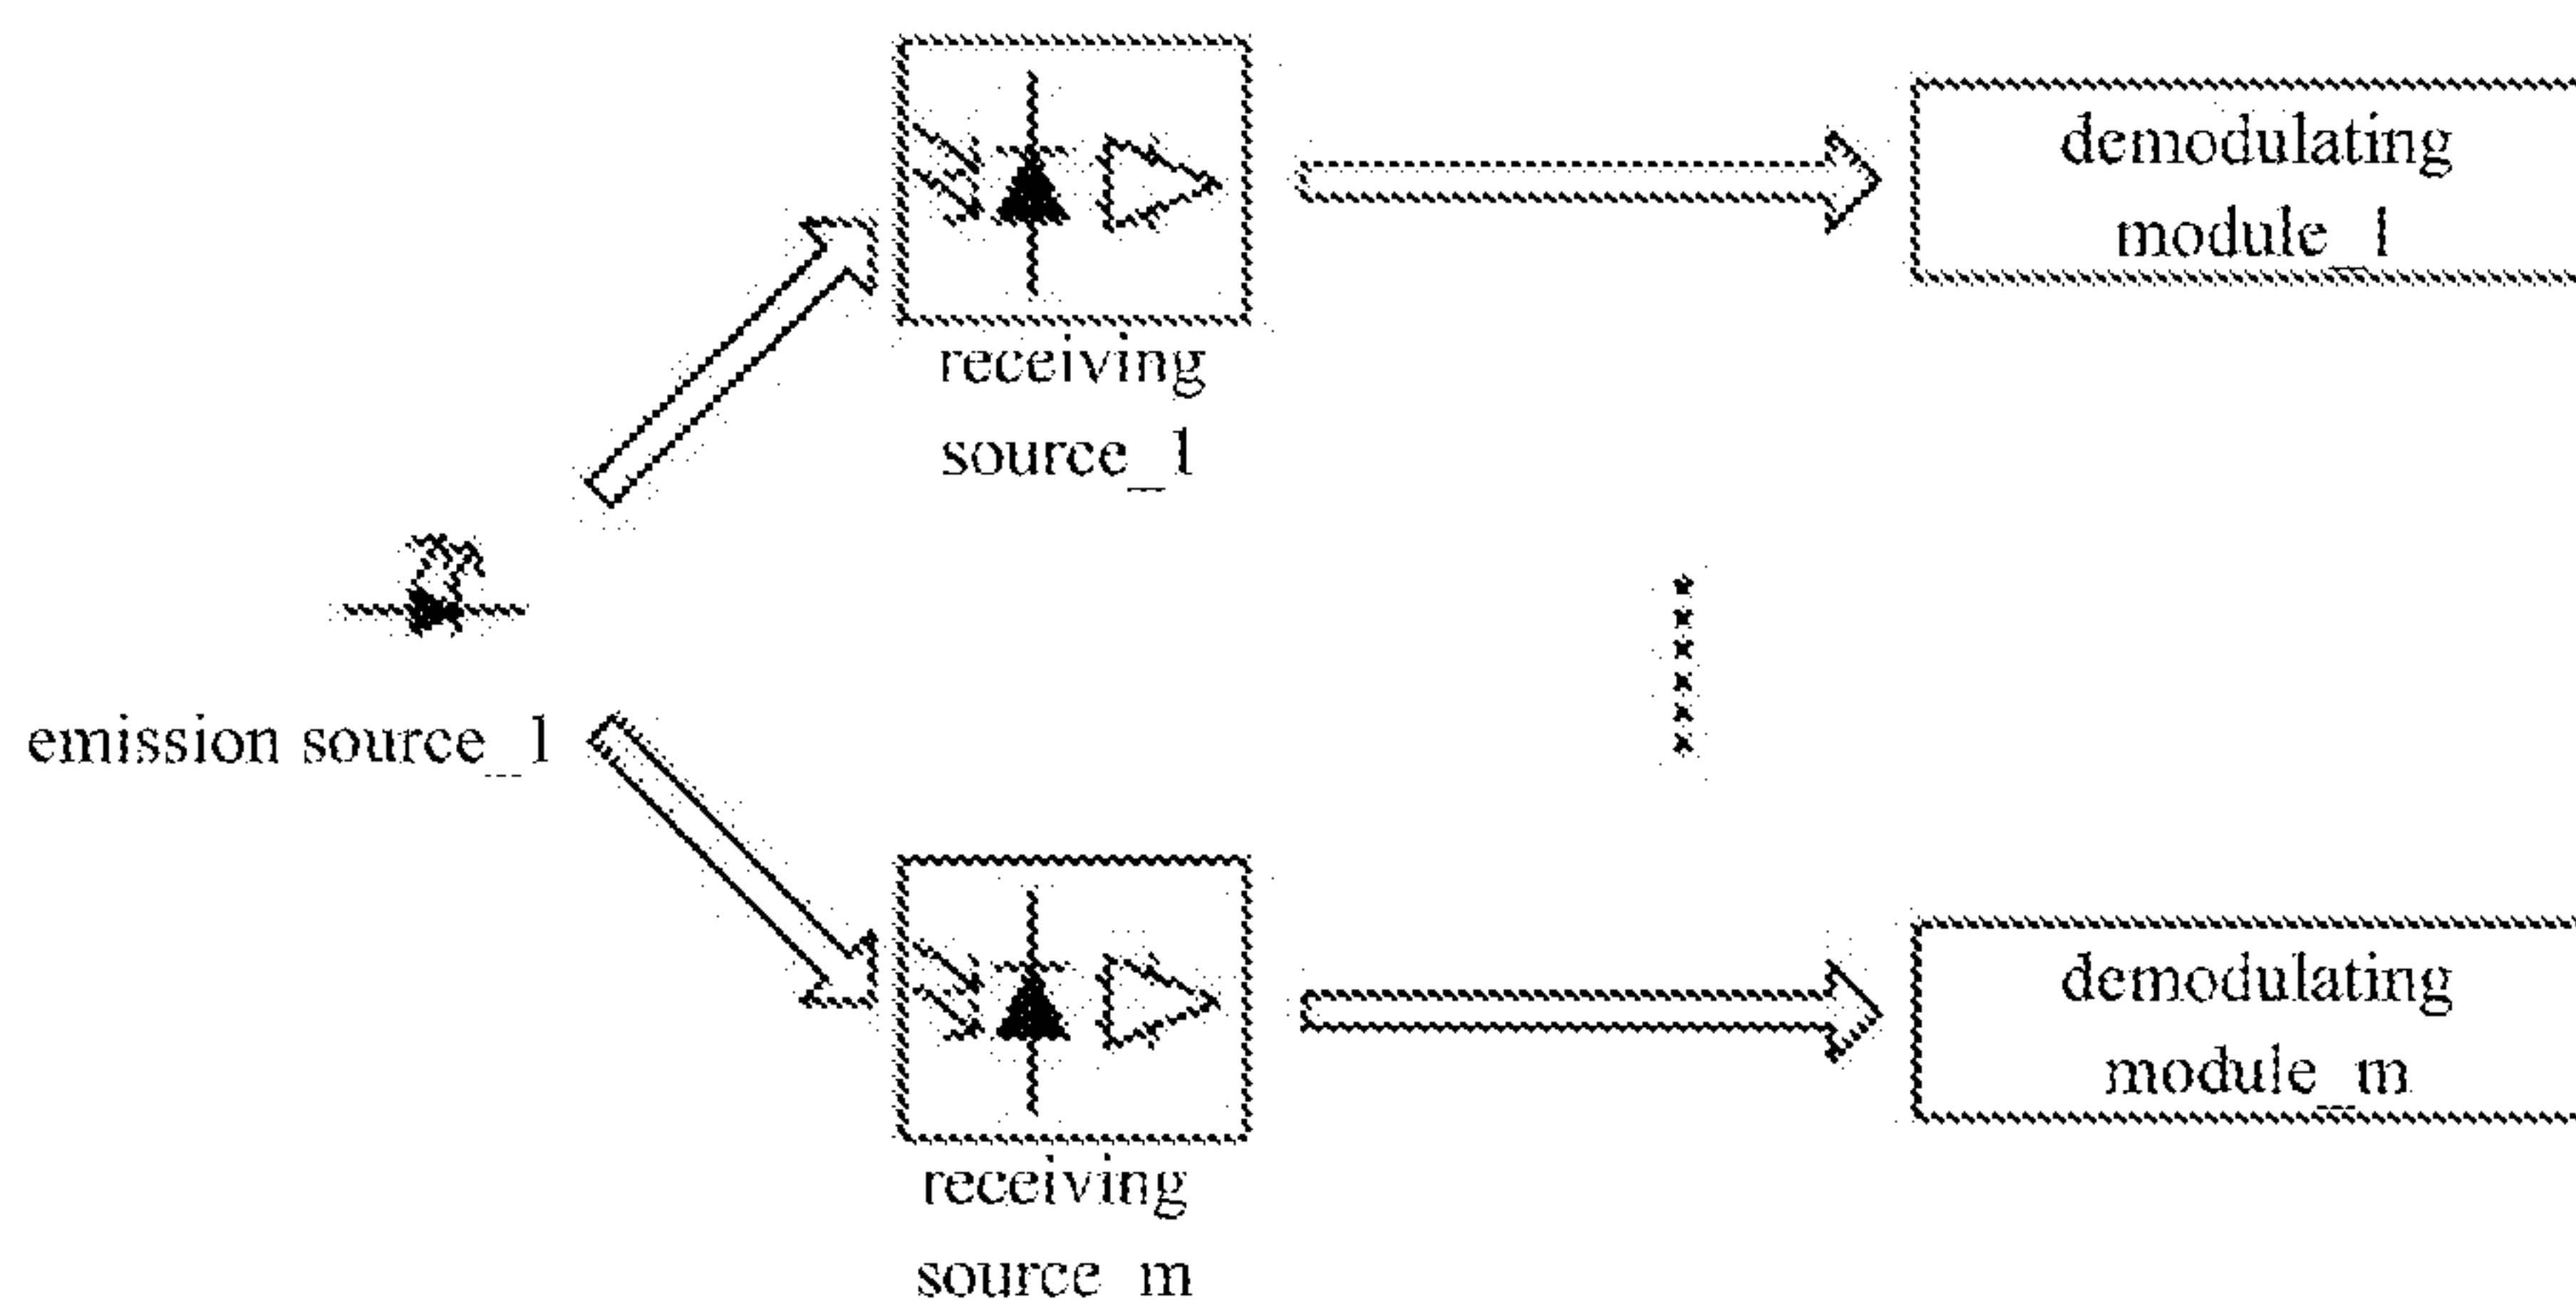 demodulating
module_1
receiving
source_1
emission source_1
demodulating
module_m
receiving
source_m